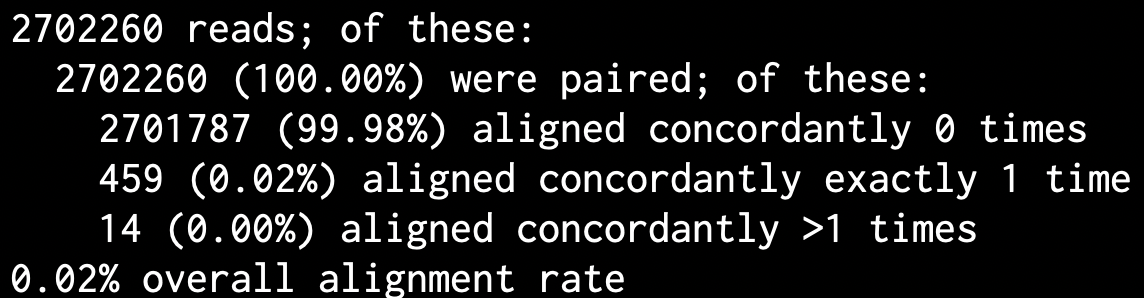 2702260 reads; of these:
  2702260 (100.00%) were paired; of these:
    2701787 (99.98%) aligned concordantly 0 times
    459 (0.02%) aligned concordantly exactly 1 time
    14 (0.00%) aligned concordantly >1 times
0.02% overall alignment rate